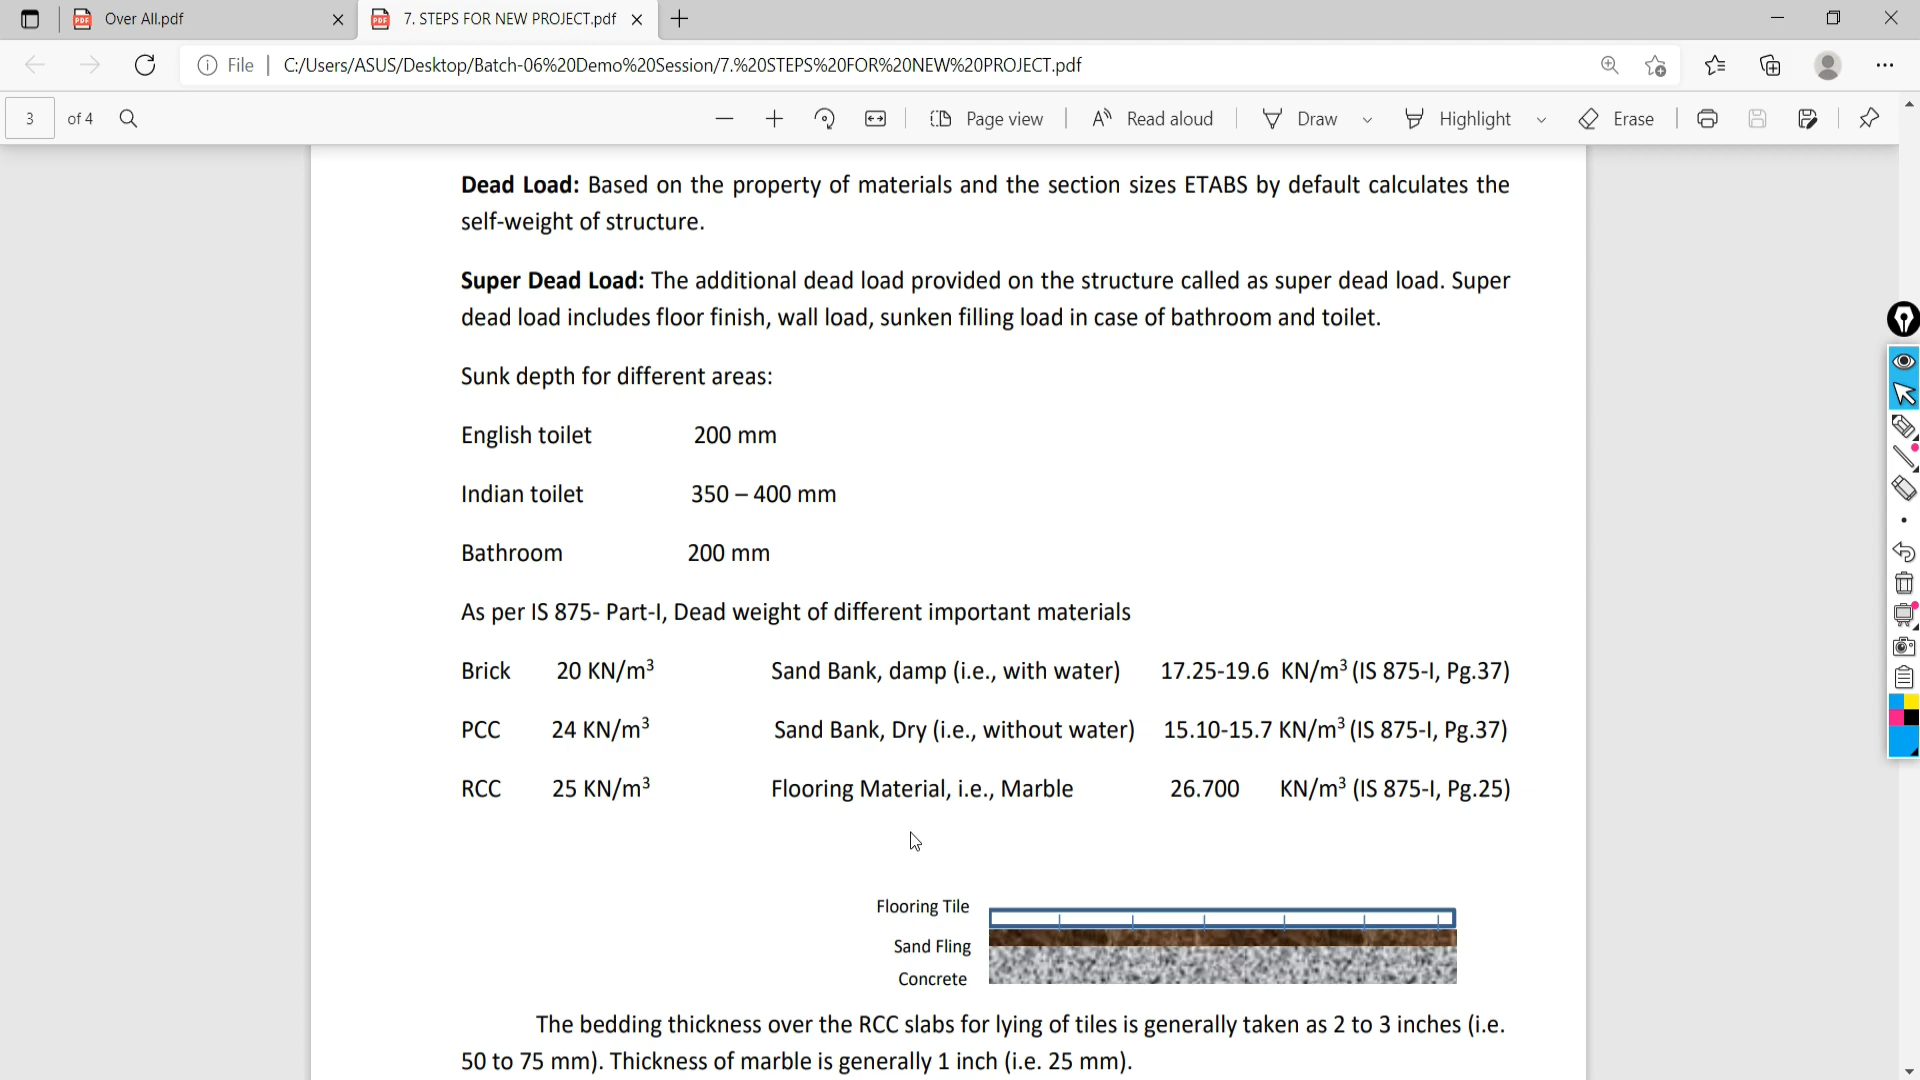 Over All.pdf
7. STEPS FOR NEW PROJECT.pdf
File
C:/Users/ASUS/Desktop/Batch-06%20Demo%20Session/7.%20STEPS%20FOR%20NEW%20PROJECT.pdf
3 of 4
Page view
Read aloud
Draw
Highlight
Erase
Dead Load: Based on the property of materials and the section sizes ETABS by default calculates the
self-weight of structure.
Super Dead Load: The additional dead load provided on the structure called as super dead load. Super
dead load includes floor finish, wall load, sunken filling load in case of bathroom and toilet.
Sunk depth for different areas:
English toilet 200 mm
Indian toilet 350 – 400 mm
Bathroom 200 mm
As per IS 875- Part-I, Dead weight of different important materials
Brick 20 KN/m³ Sand Bank, damp (i.e., with water) 17.25-19.6 KN/m³ (IS 875-I, Pg.37)
PCC 24 KN/m³ Sand Bank, Dry (i.e., without water) 15.10-15.7 KN/m³ (IS 875-I, Pg.37)
RCC 25 KN/m³ Flooring Material, i.e., Marble 26.700 KN/m³ (IS 875-I, Pg.25)
Flooring Tile
Sand Fling
Concrete
The bedding thickness over the RCC slabs for lying of tiles is generally taken as 2 to 3 inches (i.e.
50 to 75 mm). Thickness of marble is generally 1 inch (i.e. 25 mm).